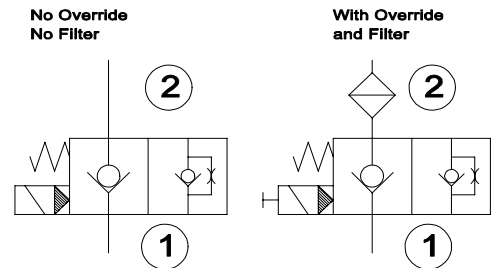 No Override
No Filter
With Override
and Filter
2
2
1
1